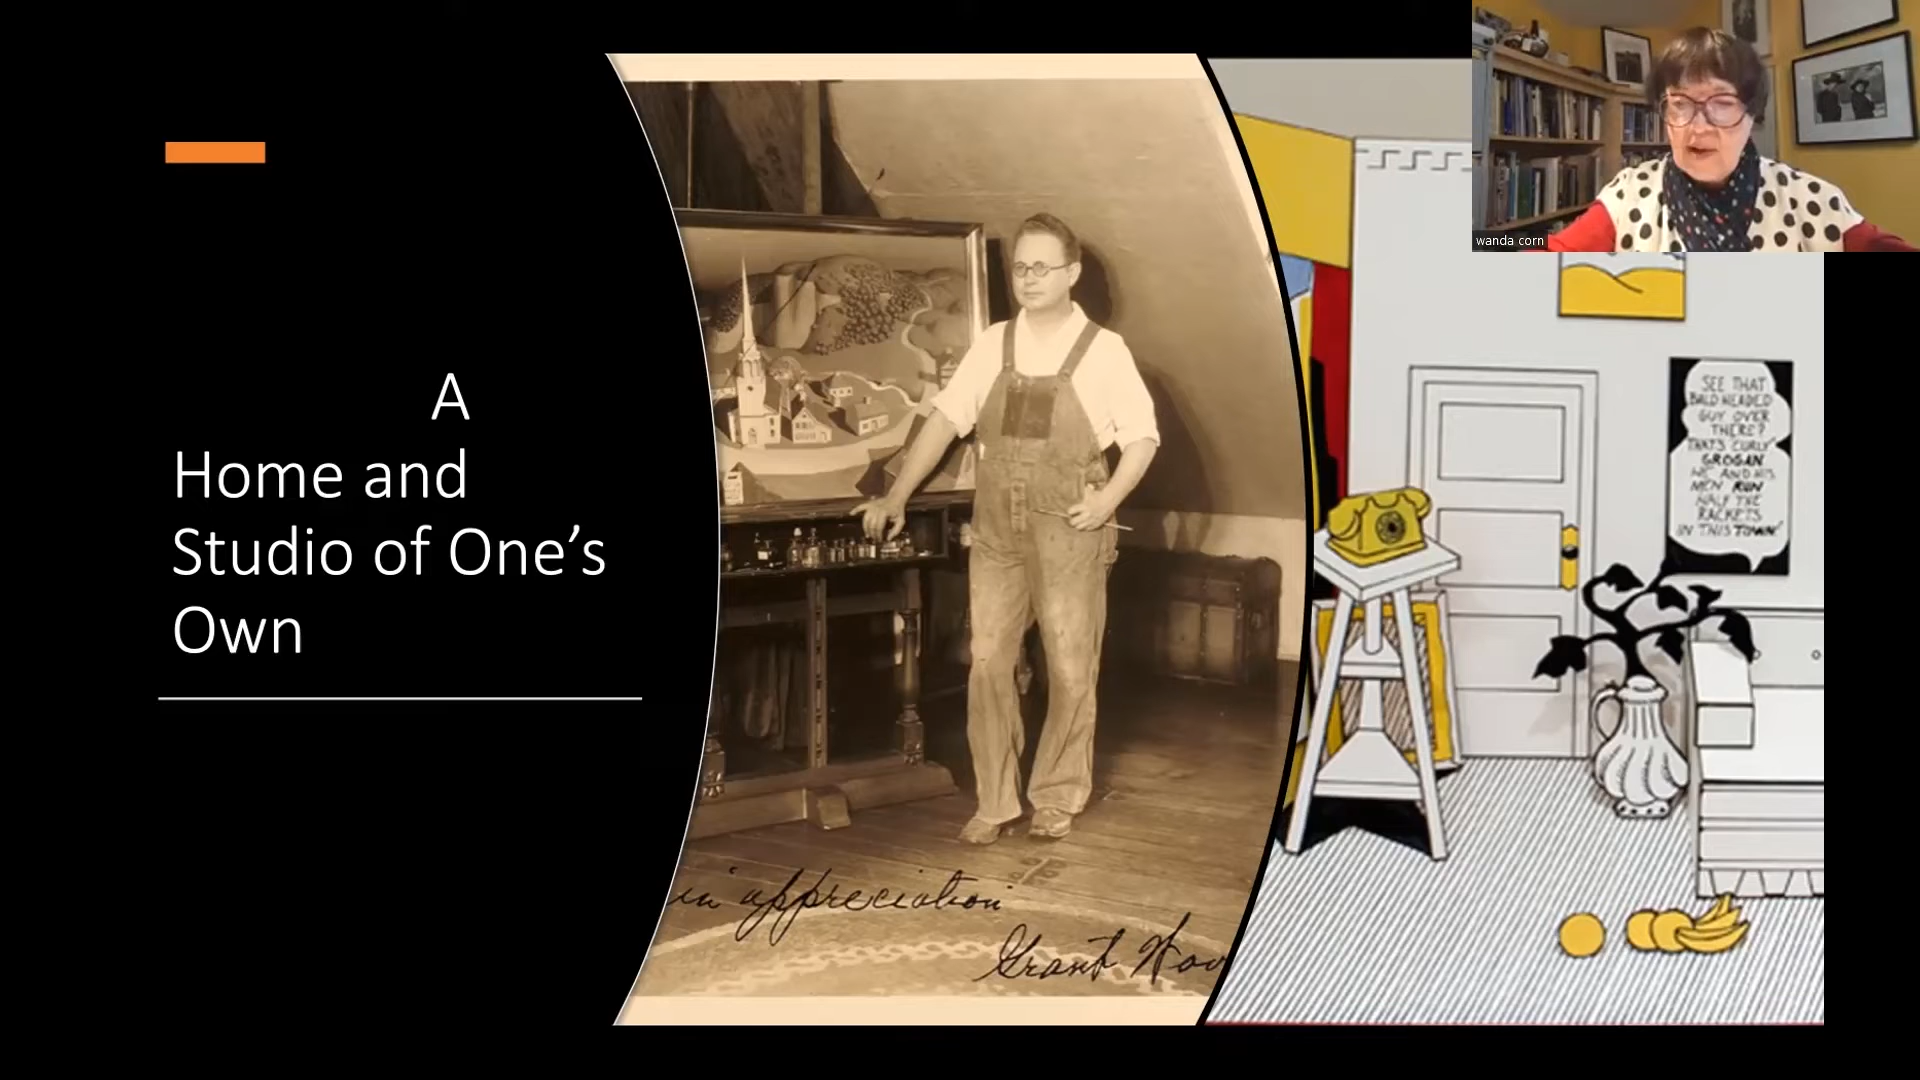 A
Home and
Studio of One’s
Own
in appreciation
Grant Woo
SEE THAT
BALD HEADED
GUY OVER
THERE?
THAT'S 'CURLY'
GROGAN
HE AND HIS
MEN RUN
HALF THE
RACKETS
IN THIS TOWN!
wanda corn